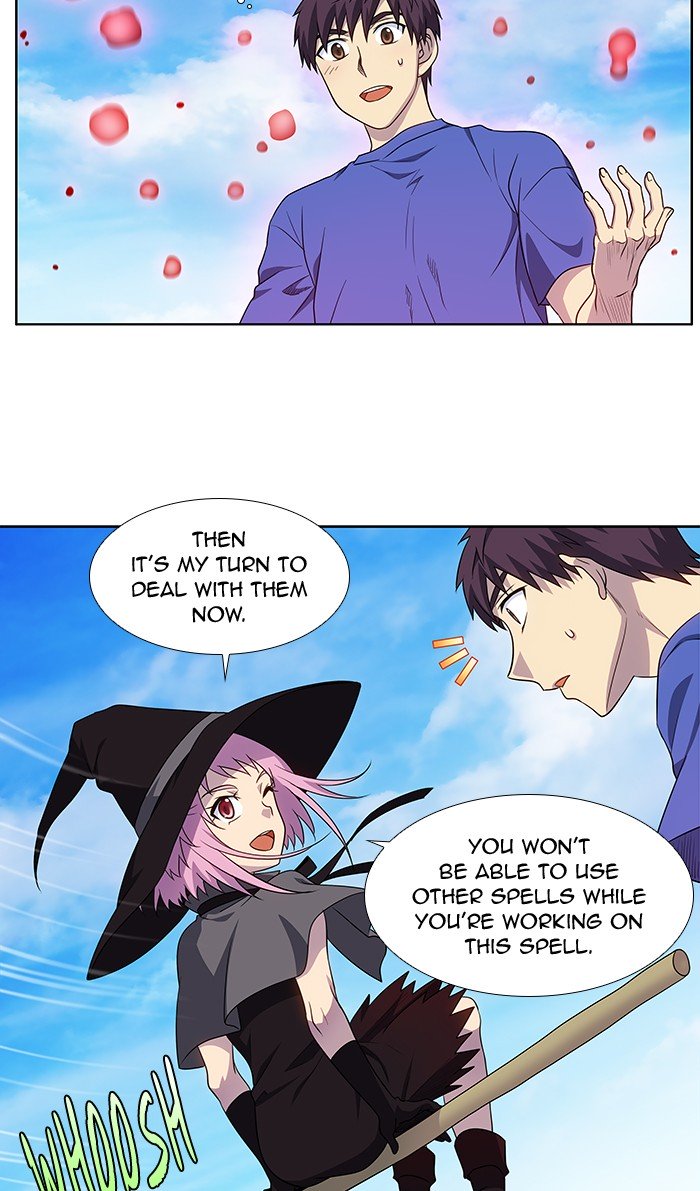 THEN
IT'S MY TURN TO
DEAL WITH THEM
NOW.
YOU WON'T
BE ABLE TO USE
OTHER SPELLS WHILE
YOU'RE WORKING ON
THIS SPELL.
WHOOSH